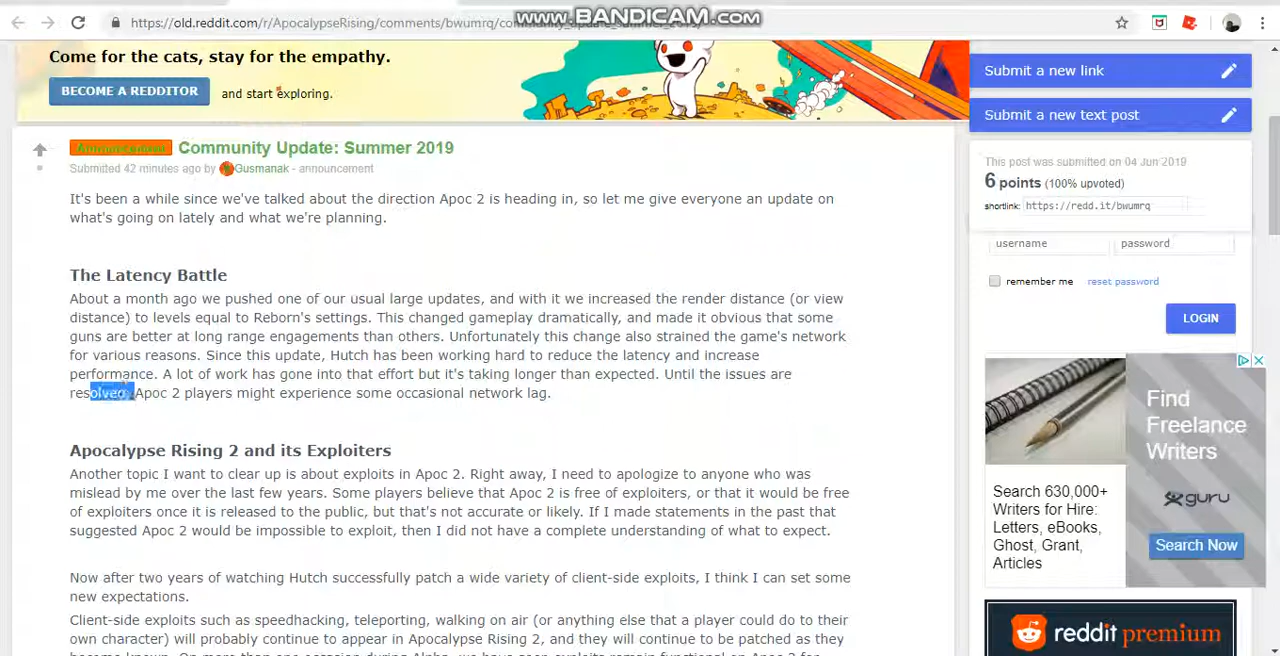 https://old.reddit.com/r/ApocalypseRising/comments/bwumrq/
www.BANDICAM.com
Come for the cats, stay for the empathy.
BECOME A REDDITOR and start exploring.
Submit a new link
Submit a new text post
Announcement Community Update: Summer 2019
Submitted 42 minutes ago by Gusmanak - announcement
It's been a while since we've talked about the direction Apoc 2 is heading in, so let me give everyone an update on
what's going on lately and what we're planning.
The Latency Battle
About a month ago we pushed one of our usual large updates, and with it we increased the render distance (or view
distance) to levels equal to Reborn's settings. This changed gameplay dramatically, and made it obvious that some
guns are better at long range engagements than others. Unfortunately this change also strained the game's network
for various reasons. Since this update, Hutch has been working hard to reduce the latency and increase
performance. A lot of work has gone into that effort but it's taking longer than expected. Until the issues are
resolved, Apoc 2 players might experience some occasional network lag.
Apocalypse Rising 2 and its Exploiters
Another topic I want to clear up is about exploits in Apoc 2. Right away, I need to apologize to anyone who was
mislead by me over the last few years. Some players believe that Apoc 2 is free of exploiters, or that it would be free
of exploiters once it is released to the public, but that's not accurate or likely. If I made statements in the past that
suggested Apoc 2 would be impossible to exploit, then I did not have a complete understanding of what to expect.
Now after two years of watching Hutch successfully patch a wide variety of client-side exploits, I think I can set some
new expectations.
Client-side exploits such as speedhacking, teleporting, walking on air (or anything else that a player could do to their
own character) will probably continue to appear in Apocalypse Rising 2, and they will continue to be patched as they
This post was submitted on 04 Jun 2019
6 points (100% upvoted)
shortlink: https://redd.it/bwumrq
username password
remember me reset password
LOGIN
Find
Freelance
Writers
Search 630,000+
Writers for Hire:
Letters, eBooks,
Ghost, Grant,
Articles
guru
Search Now
reddit premium